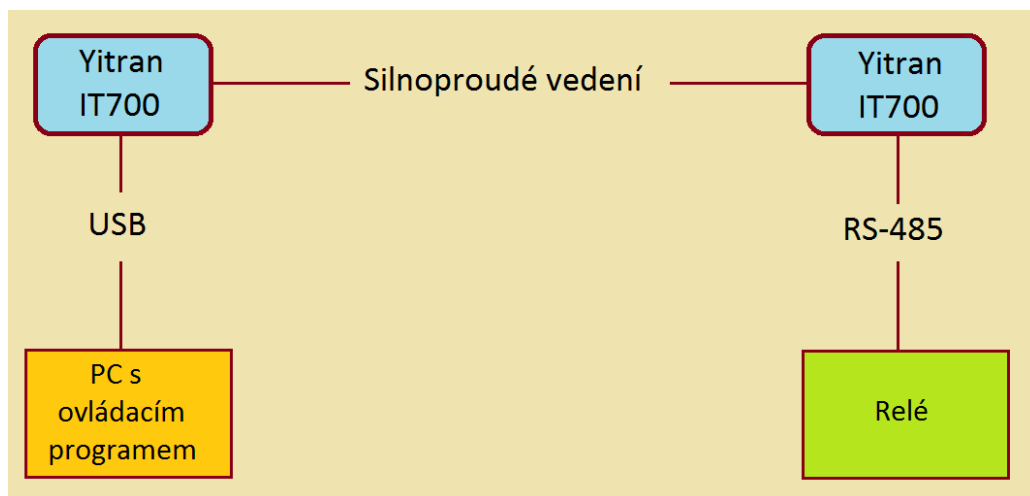 Yitran
IT700
Silnoproudé vedení
Yitran
IT700
USB
RS-485
PC s
ovládacím
programem
Relé